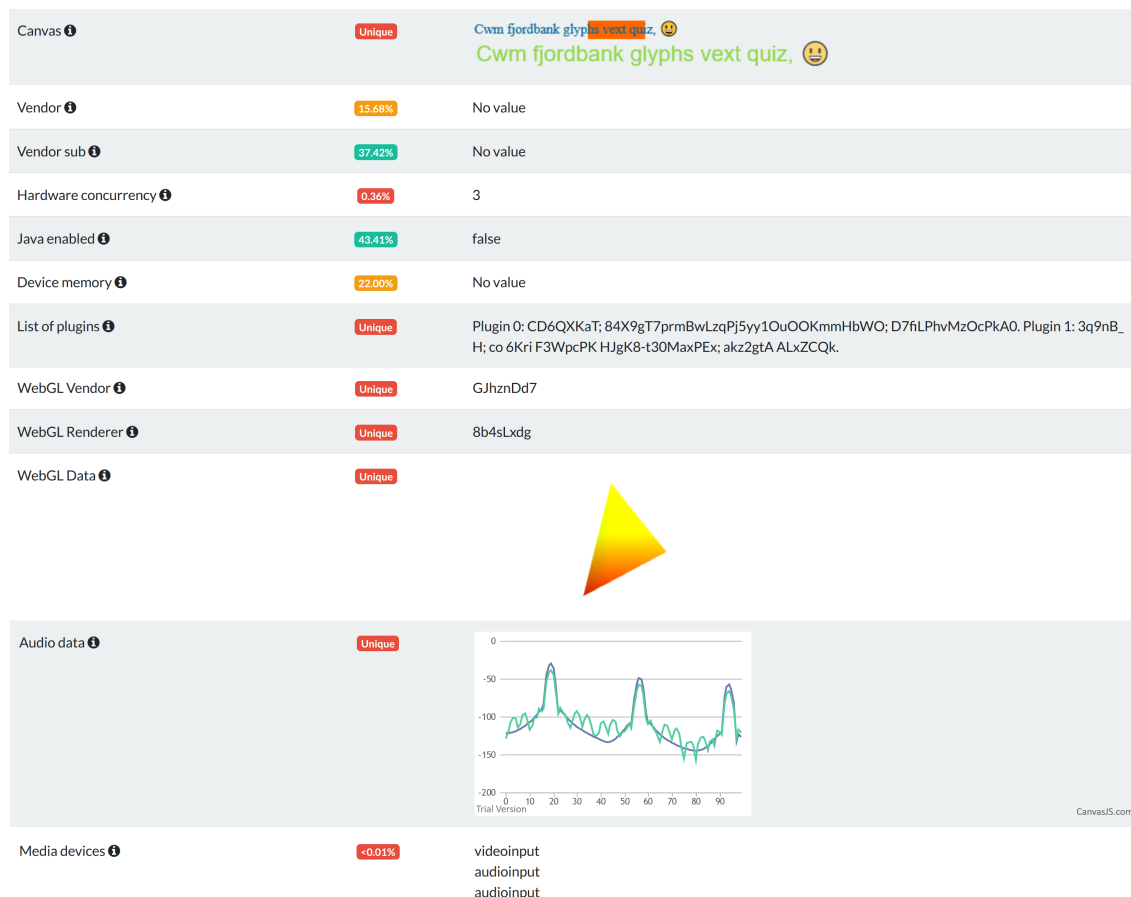 Canvas Unique Cwm fjordbank glyphs vext quiz, 😃
Cwm fjordbank glyphs vext quiz, 😃
Vendor 15.68% No value
Vendor sub 37.42% No value
Hardware concurrency 0.36% 3
Java enabled 43.41% false
Device memory 22.00% No value
List of plugins Unique Plugin 0: CD6QXKaT; 84X9gT7prmBwLzqPj5yy1OuOOKmmHbWO; D7fiLPhvMzOcPkA0. Plugin 1: 3q9nB_
H; co 6Kri F3WpcPK HJgK8-t30MaxPEx; akz2gtA ALxZCQk.
WebGL Vendor Unique GJhznDd7
WebGL Renderer Unique 8b4sLxdg
WebGL Data Unique
Audio data Unique
0
-50
-100
-150
-200
0 10 20 30 40 50 60 70 80 90
Trial Version CanvasJS.com
Media devices <0.01% videoinput
audioinput
audioinput